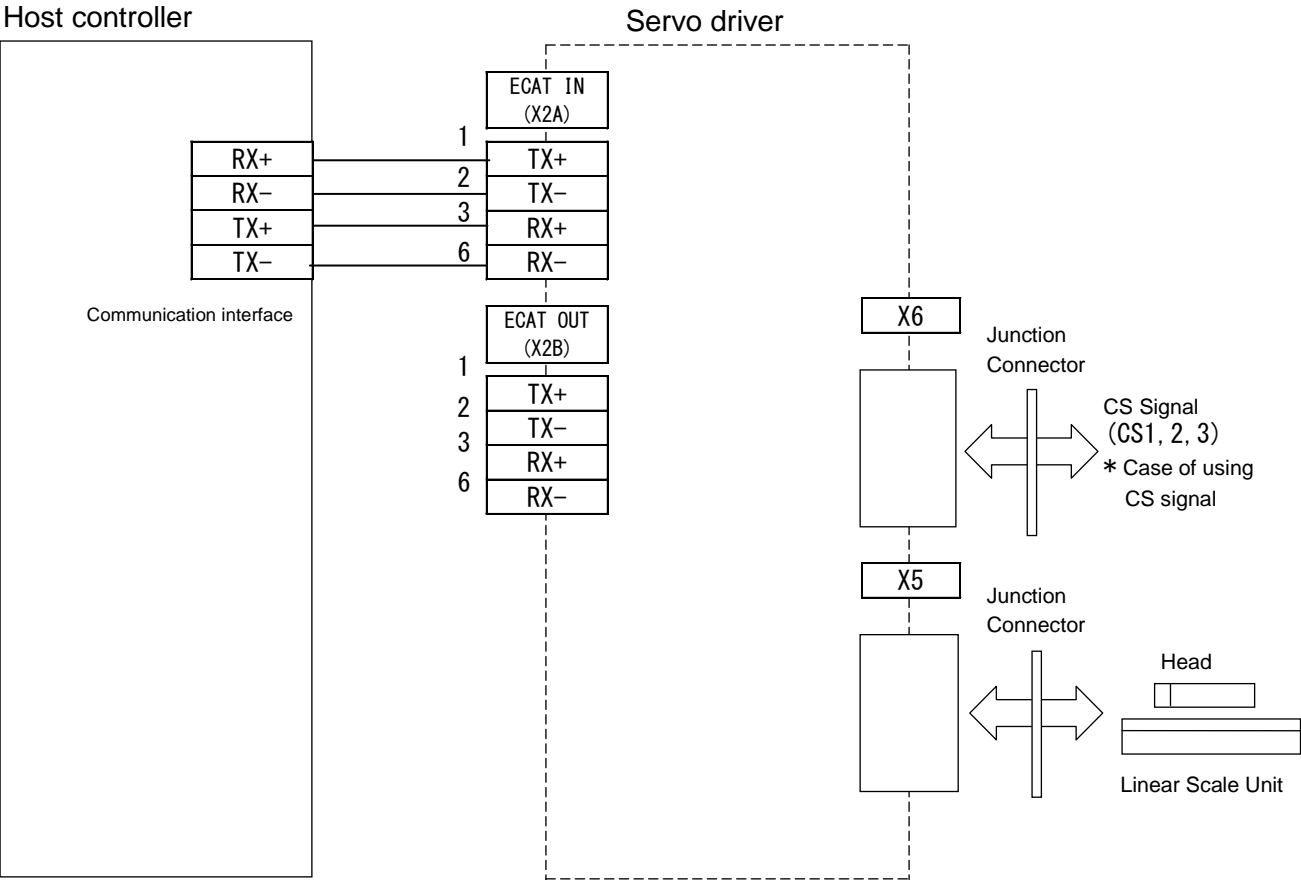 Host controller
Servo driver
ECAT IN
(X2A)
1
RX+
TX+
2
RX−
TX−
3
TX+
RX+
6
TX−
RX−
Communication interface
ECAT OUT
(X2B)
1
TX+
2
TX−
3
RX+
6
RX−
X6
Junction
Connector
CS Signal
(CS1, 2, 3)
* Case of using
CS signal
X5
Junction
Connector
Head
Linear Scale Unit